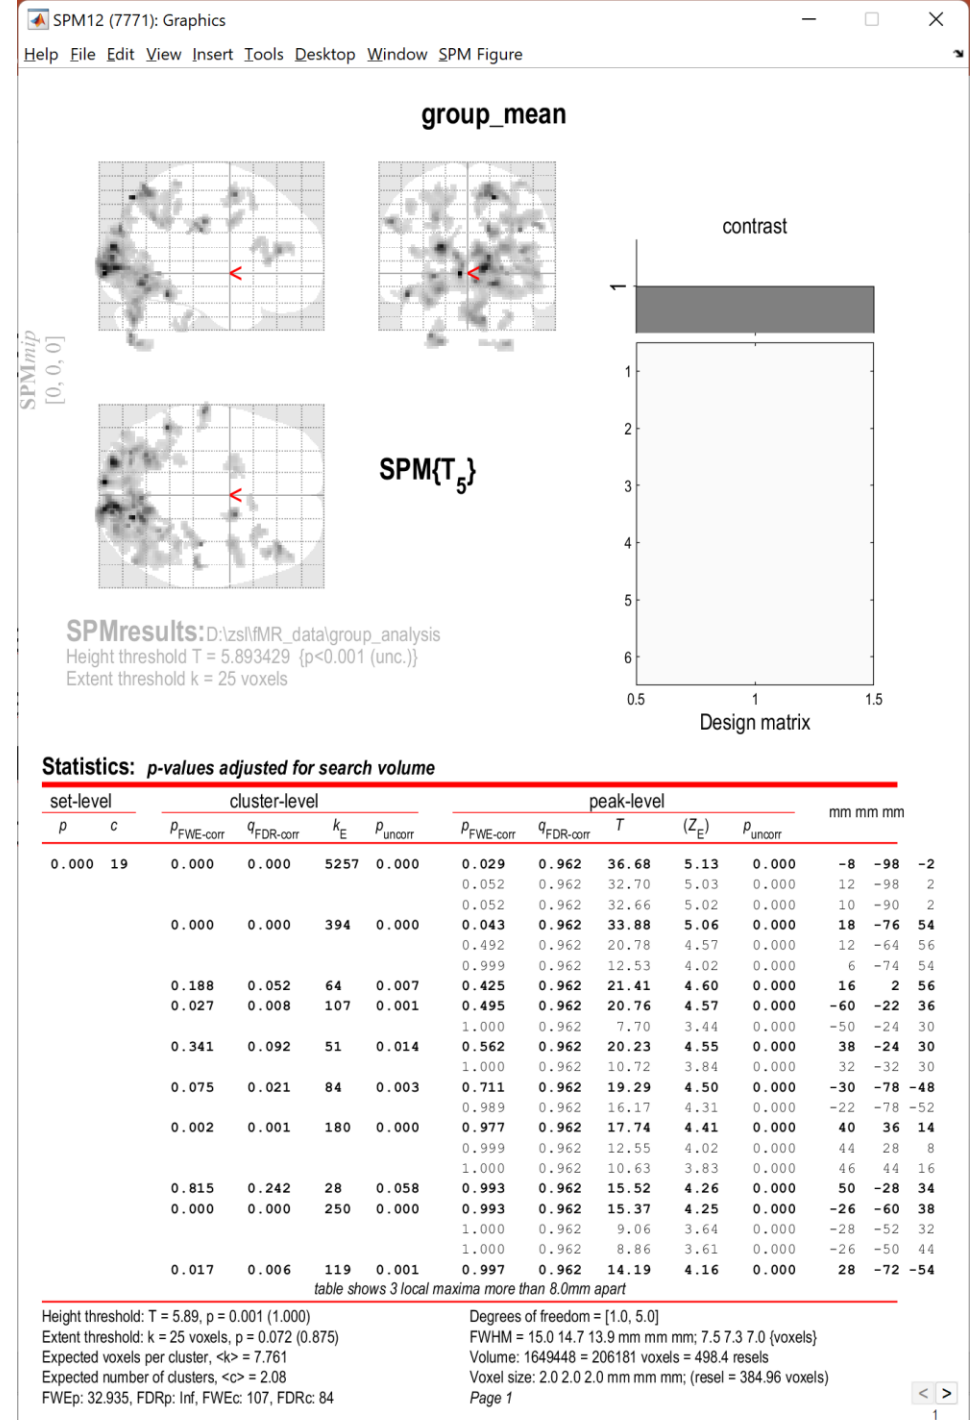 SPM12 (7771): Graphics
Help File Edit View Insert Tools Desktop Window SPM Figure
group_mean
contrast
1
SPMmip
[0, 0, 0]
<
<
<
SPM{T5}
1
2
3
4
5
6
0.5 1 1.5
Design matrix
SPMresults: D:\zsl\fMR_data\group_analysis
Height threshold T = 5.893429 {p<0.001 (unc.)}
Extent threshold k = 25 voxels
Statistics: p-values adjusted for search volume
set-level cluster-level peak-level mm mm mm
p c pFWE-corr qFDR-corr kE puncorr pFWE-corr qFDR-corr T (ZE) puncorr
0.000 19 0.000 0.000 5257 0.000 0.029 0.962 36.68 5.13 0.000 -8 -98 -2
0.052 0.962 32.70 5.03 0.000 12 -98 2
0.052 0.962 32.66 5.02 0.000 10 -90 2
0.000 0.000 394 0.000 0.043 0.962 33.88 5.06 0.000 18 -76 54
0.492 0.962 20.78 4.57 0.000 12 -64 56
0.999 0.962 12.53 4.02 0.000 6 -74 54
0.188 0.052 64 0.007 0.425 0.962 21.41 4.60 0.000 16 2 56
0.027 0.008 107 0.001 0.495 0.962 20.76 4.57 0.000 -60 -22 36
1.000 0.962 7.70 3.44 0.000 -50 -24 30
0.341 0.092 51 0.014 0.562 0.962 20.23 4.55 0.000 38 -24 30
1.000 0.962 10.72 3.84 0.000 32 -32 30
0.075 0.021 84 0.003 0.711 0.962 19.29 4.50 0.000 -30 -78 -48
0.989 0.962 16.17 4.31 0.000 -22 -78 -52
0.002 0.001 180 0.000 0.977 0.962 17.74 4.41 0.000 40 36 14
0.999 0.962 12.55 4.02 0.000 44 28 8
1.000 0.962 10.63 3.83 0.000 46 44 16
0.815 0.242 28 0.058 0.993 0.962 15.52 4.26 0.000 50 -28 34
0.000 0.000 250 0.000 0.993 0.962 15.37 4.25 0.000 -26 -60 38
1.000 0.962 9.06 3.64 0.000 -28 -52 32
1.000 0.962 8.86 3.61 0.000 -26 -50 44
0.017 0.006 119 0.001 0.997 0.962 14.19 4.16 0.000 28 -72 -54
table shows 3 local maxima more than 8.0mm apart
Height threshold: T = 5.89, p = 0.001 (1.000)
Extent threshold: k = 25 voxels, p = 0.072 (0.875)
Expected voxels per cluster, <k> = 7.761
Expected number of clusters, <c> = 2.08
FWEp: 32.935, FDRp: Inf, FWEc: 107, FDRc: 84
Degrees of freedom = [1.0, 5.0]
FWHM = 15.0 14.7 13.9 mm mm mm; 7.5 7.3 7.0 {voxels}
Volume: 1649448 = 206181 voxels = 498.4 resels
Voxel size: 2.0 2.0 2.0 mm mm mm; (resel = 384.96 voxels)
Page 1
< >
1